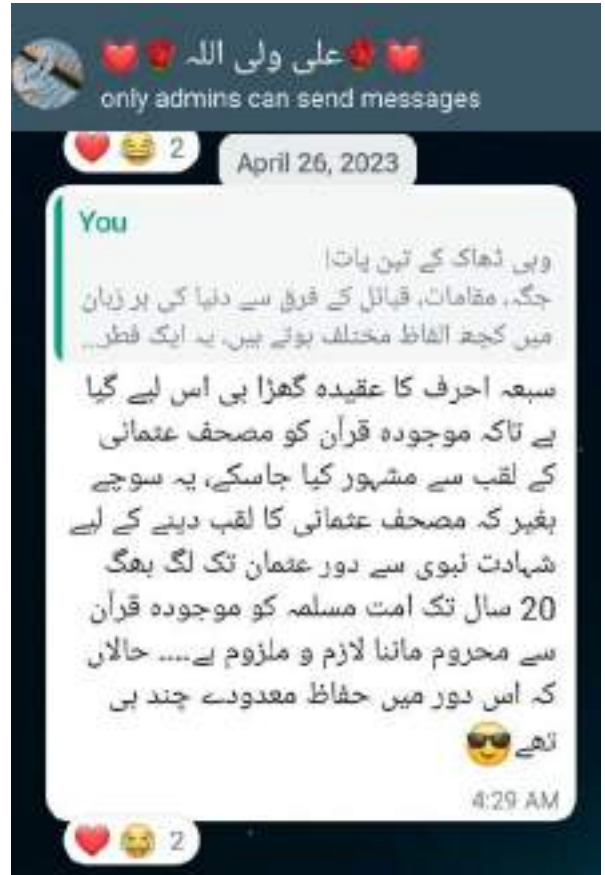 ❤️🌹علی ولی اللہ🌹❤️
only admins can send messages
❤️😂 2
April 26, 2023
You
وہی ڈھاک کے تین پات!
جگہ، مقامات، قبائل کے فرق سے دنیا کی ہر زبان
میں کچھ الفاظ مختلف ہوتے ہیں، یہ ایک فطر...
سبعہ احرف کا عقیدہ گھڑا ہی اس لیے گیا
ہے تاکہ موجودہ قرآن کو مصحف عثمانی
کے لقب سے مشہور کیا جاسکے، یہ سوچے
بغیر کہ مصحف عثمانی کا لقب دینے کے لیے
شہادت نبوی سے دور عثمان تک لگ بھگ
20 سال تک امت مسلمہ کو موجودہ قرآن
سے محروم ماننا لازم و ملزوم ہے.... حالاں
کہ اس دور میں حفاظ معدودے چند ہی
تھے😎
4:29 AM
❤️😂 2